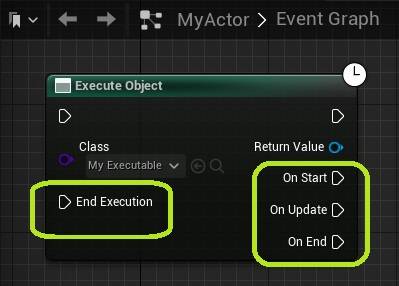 MyActor > Event Graph
Execute Object
Class
Return Value
My Executable
On Start
End Execution
On Update
On End